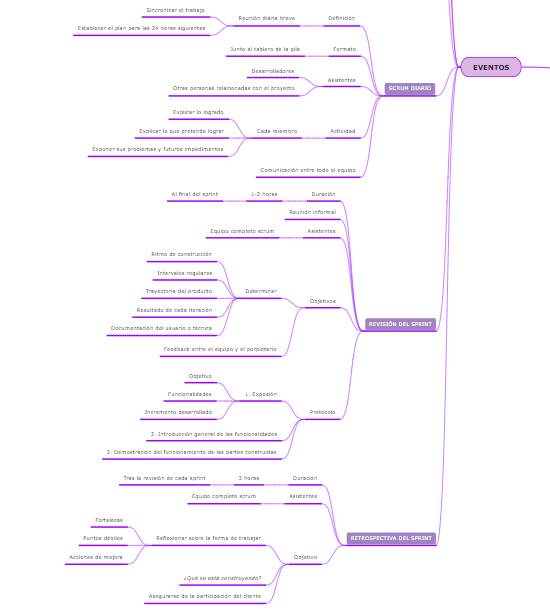 EVENTOS
SCRUM DIARIO
Definición
Reunión diaria breve
Sincronizar el trabajo
Establecer el plan para las 24 horas siguientes
Formato
Junto al tablero de la pila
Asistentes
Desarrolladores
Otras personas relacionadas con el proyecto
Actividad
Cada miembro
Explicar lo logrado
Explicar lo que pretende lograr
Exponer sus problemas y futuros impedimentos
Comunicación entre todo el equipo
REVISIÓN DEL SPRINT
Duración
1-2 horas
Al final del sprint
Reunión informal
Asistentes
Equipo completo scrum
Objetivos
Determinar
Ritmo de construcción
Intervalos regulares
Trayectoria del producto
Resultado de cada iteración
Documentación del usuario o técnica
Feedback entre el equipo y el porpietario
Protocolo
1. Exposión
Objetivo
Funcionalidades
Incremento desarrollado
2. Introducción general de las funcionalidades
3. Demostración del funcionamiento de las partes construidas
RETROSPECTIVA DEL SPRINT
Duración
3 horas
Tras la revisión de cada sprint
Asistentes
Equipo completo scrum
Objetivo
Reflexionar sobre la forma de trabajar
Fortalezas
Puntos débiles
Acciones de mejora
¿Qué se está construyendo?
Asegurarse de la participación del cliente